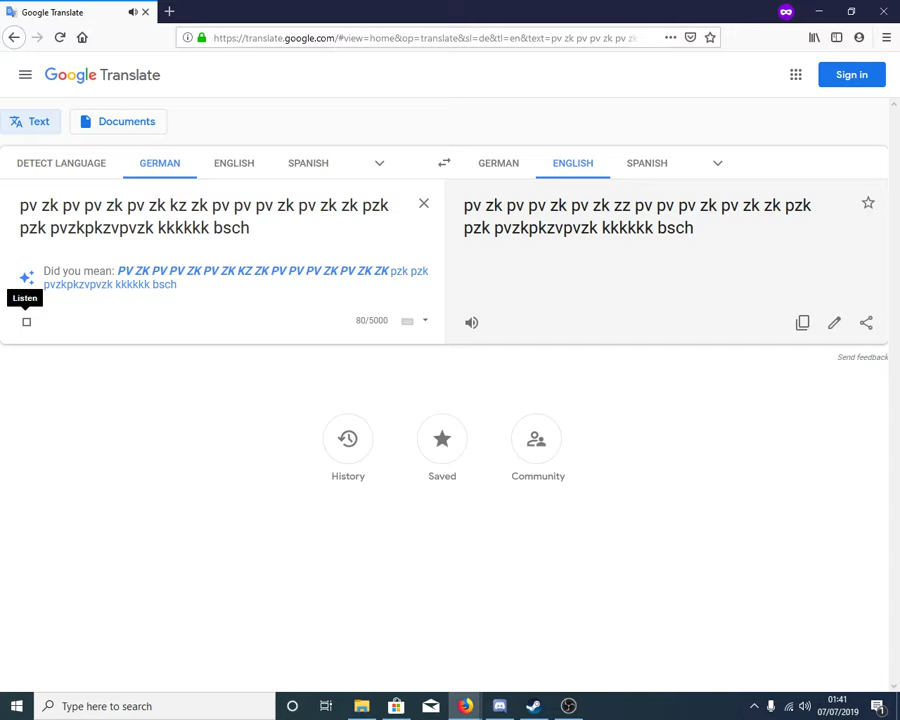 Google Translate
https://translate.google.com/#view=home&op=translate&sl=de&tl=en&text=pv zk pv pv zk pv zk
Google Translate
Sign in
Text
Documents
DETECT LANGUAGE GERMAN ENGLISH SPANISH
GERMAN ENGLISH SPANISH
pv zk pv pv zk pv zk kz zk pv pv pv zk pv zk zk pzk
pzk pvzkpkzvpvzk kkkkkk bsch
pv zk pv pv zk pv zk zz pv pv pv zk pv zk zk pzk
pzk pvzkpkzvpvzk kkkkkk bsch
Did you mean: PV ZK PV PV ZK PV ZK KZ ZK PV PV PV ZK PV ZK ZK pzk pzk
pvzkpkzvpvzk kkkkkk bsch
Listen
80/5000
Send feedback
History
Saved
Community
Type here to search
01:41
07/07/2019
1